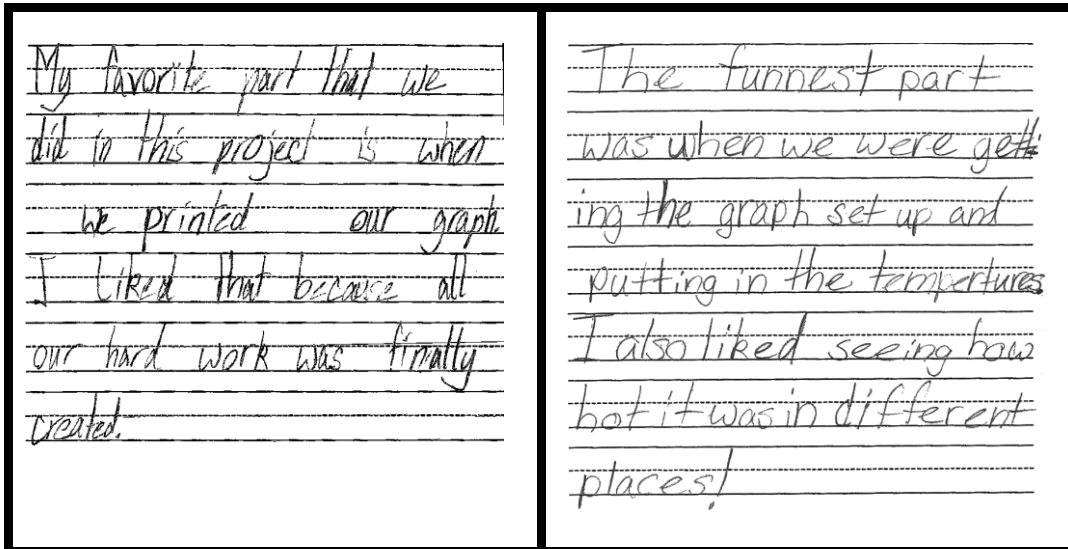 My favorite part that we
did in this project is when
we printed our graph.
I liked that because all
our hard work was finally
created.
The funnest part
was when we were gett
ing the graph set up and
putting in the tempertures
I also liked seeing how
hot it was in different
places!